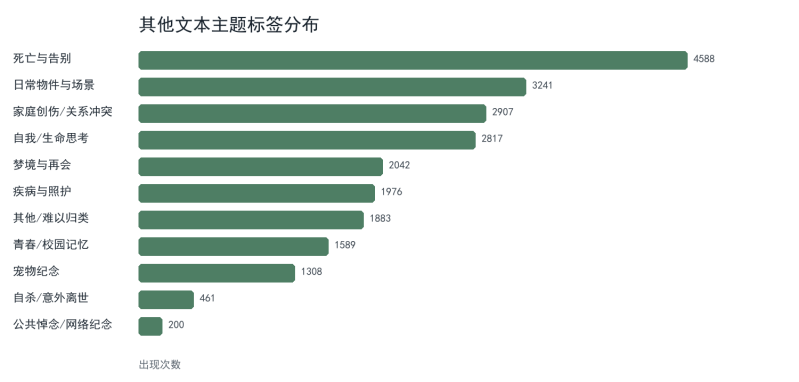 其他文本主题标签分布
死亡与告别 4588
日常物件与场景 3241
家庭创伤/关系冲突 2907
自我/生命思考 2817
梦境与再会 2042
疾病与照护 1976
其他/难以归类 1883
青春/校园记忆 1589
宠物纪念 1308
自杀/意外离世 461
公共悼念/网络纪念 200
出现次数